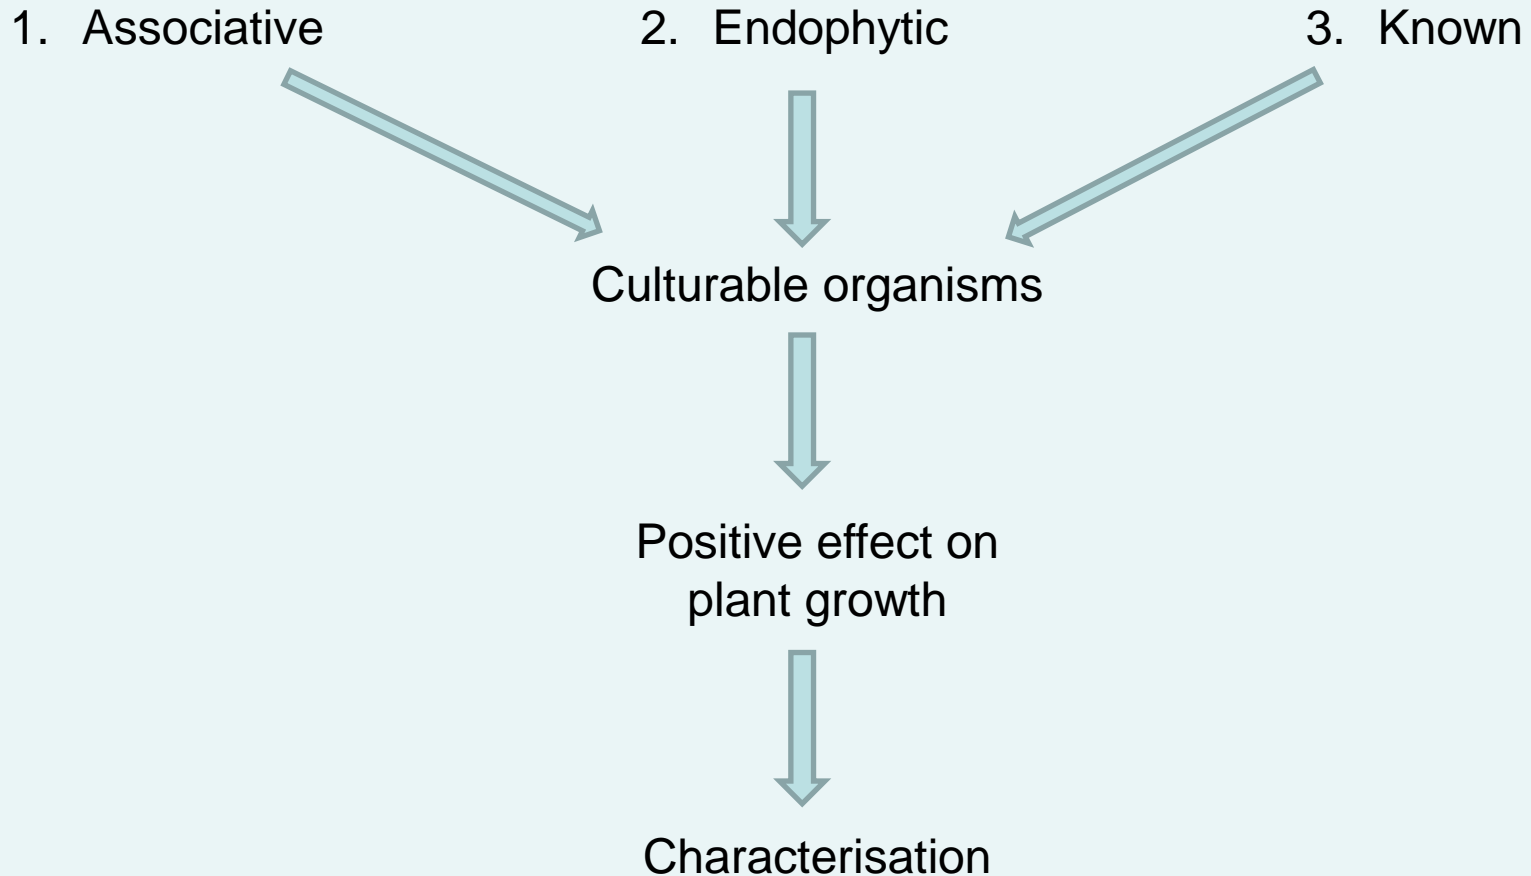 1. Associative
2. Endophytic
3. Known
Culturable organisms
Positive effect on
plant growth
Characterisation